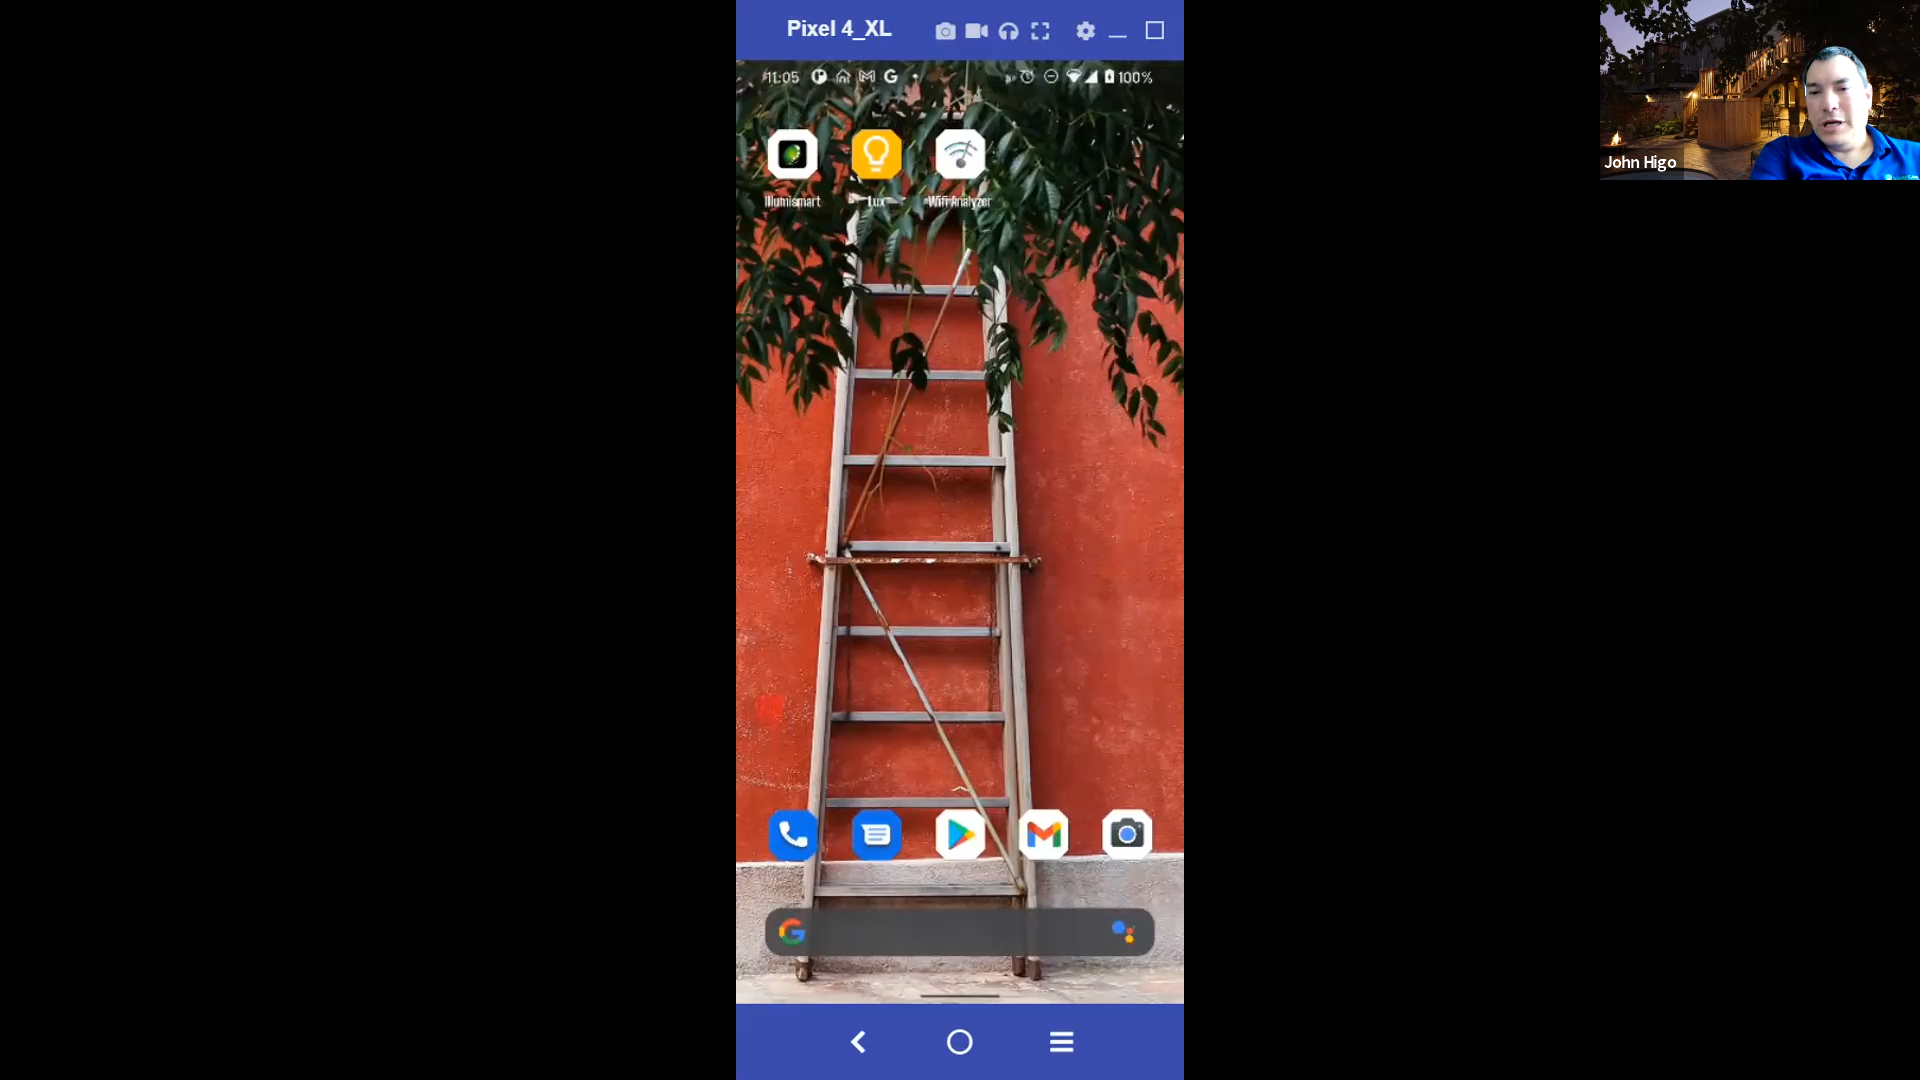 Pixel 4_XL
11:05
100%
Illumismart
Lux
Wifi Analyzer
John Higo